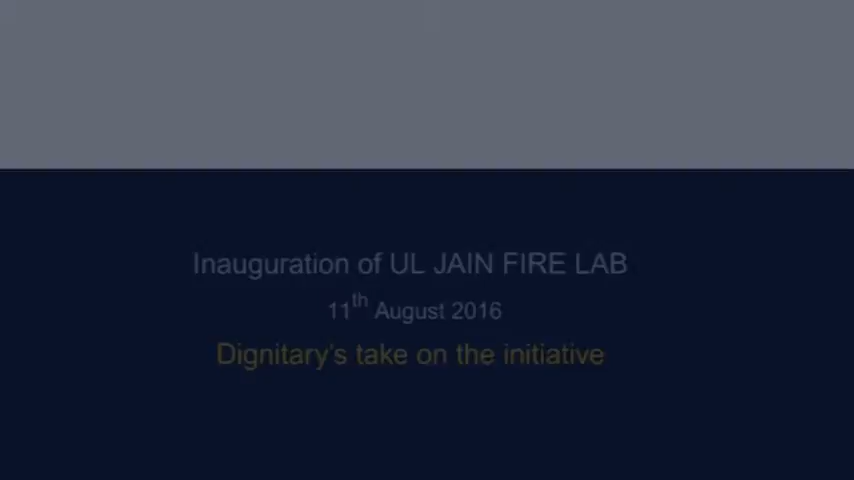 Inauguration of UL JAIN FIRE LAB
11th August 2016
Dignitary's take on the initiative